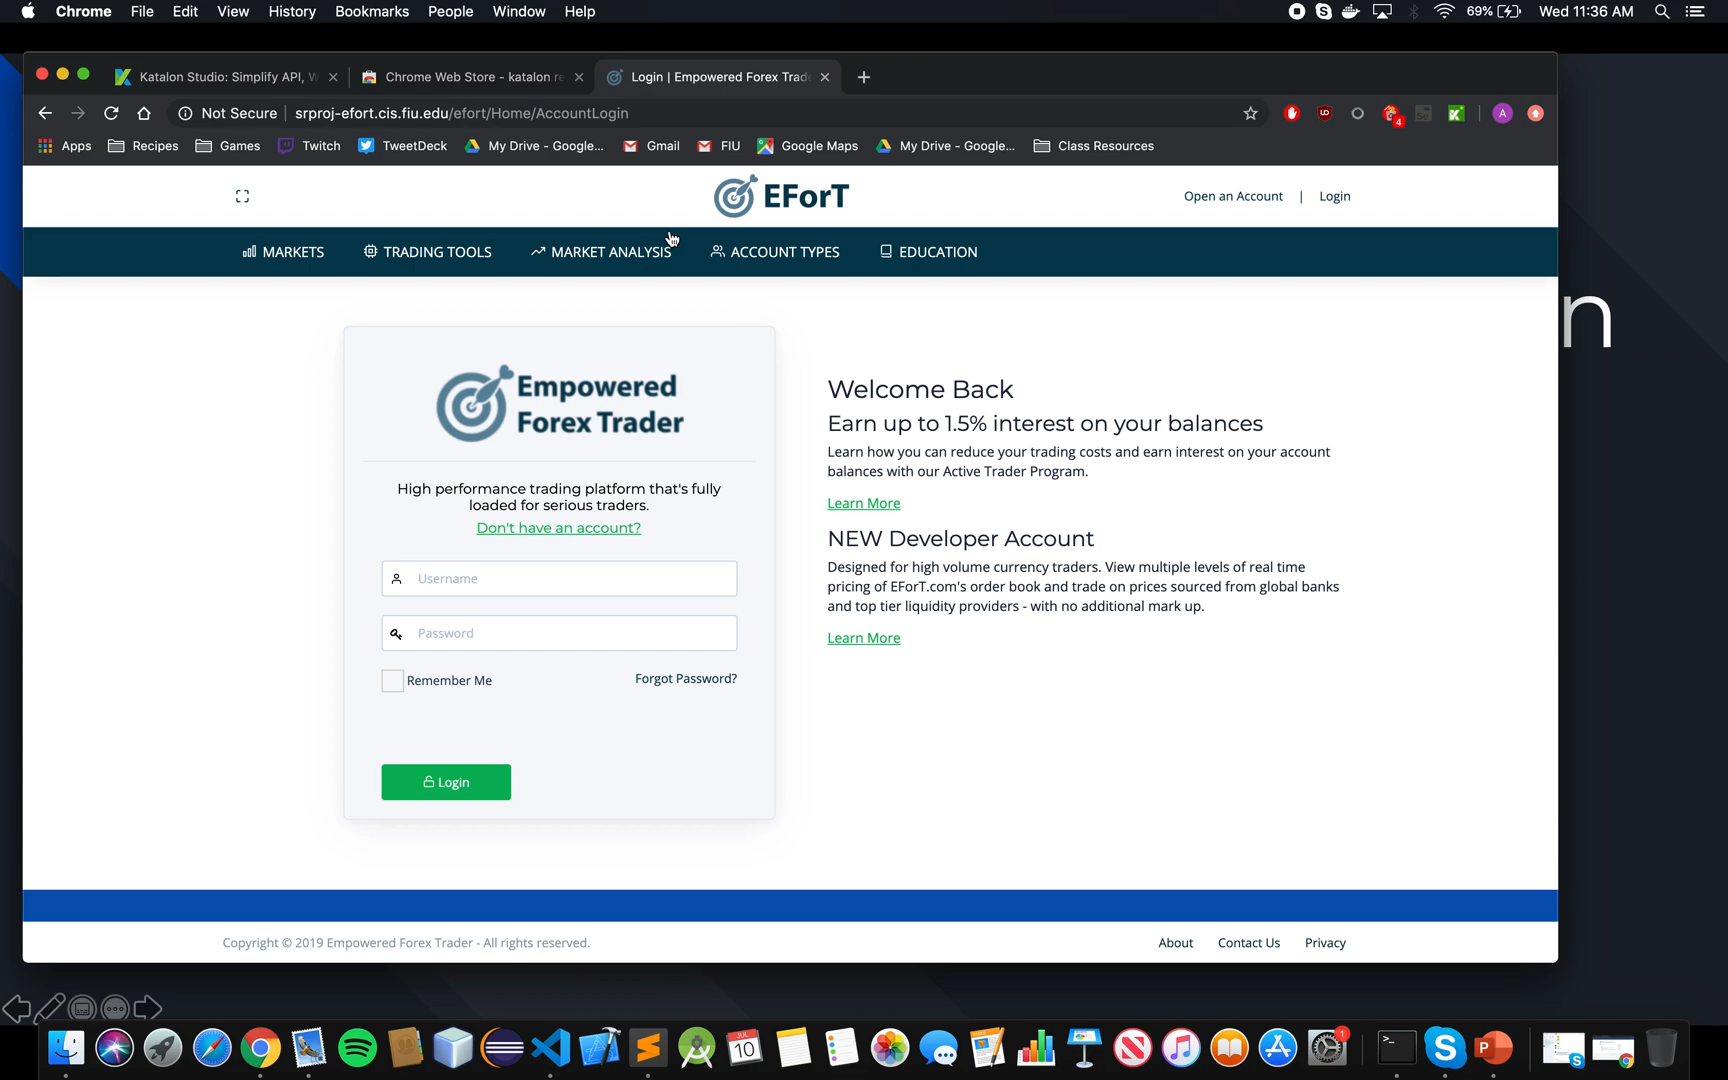 Chrome File Edit View History Bookmarks People Window Help 69% Wed 11:36 AM
Katalon Studio: Simplify API, W Chrome Web Store - katalon re Login | Empowered Forex Trade
Not Secure srproj-efort.cis.fiu.edu/efort/Home/AccountLogin
4 A
Apps Recipes Games Twitch TweetDeck My Drive - Google... Gmail FIU Google Maps My Drive - Google... Class Resources
EForT
Open an Account | Login
MARKETS TRADING TOOLS MARKET ANALYSIS ACCOUNT TYPES EDUCATION
n
Empowered
Forex Trader
High performance trading platform that's fully
loaded for serious traders.
Don't have an account?
Username
Password
Remember Me Forgot Password?
Login
Welcome Back
Earn up to 1.5% interest on your balances
Learn how you can reduce your trading costs and earn interest on your account
balances with our Active Trader Program.
Learn More
NEW Developer Account
Designed for high volume currency traders. View multiple levels of real time
pricing of EForT.com's order book and trade on prices sourced from global banks
and top tier liquidity providers - with no additional mark up.
Learn More
Copyright © 2019 Empowered Forex Trader - All rights reserved.
About Contact Us Privacy
JUL
10
1